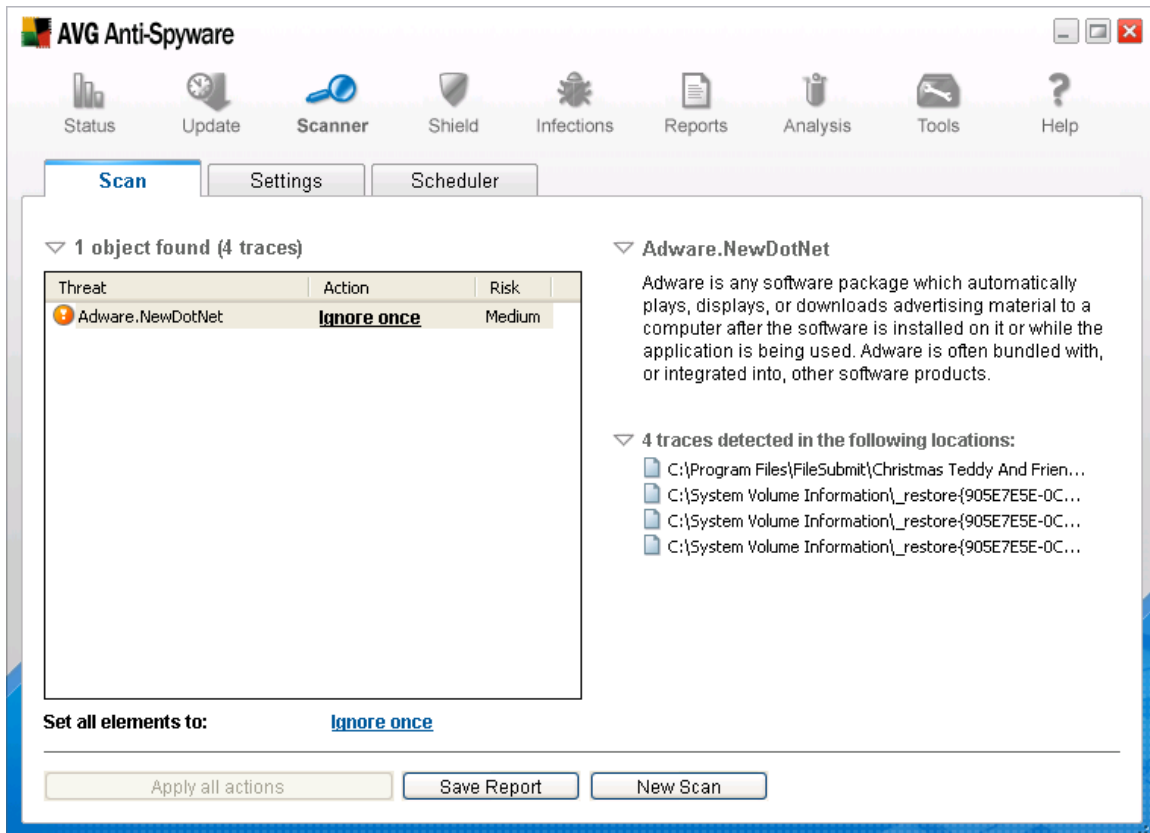 AVG Anti-Spyware
Status Update Scanner Shield Infections Reports Analysis Tools Help
Scan Settings Scheduler
1 object found (4 traces)
Threat Action Risk
Adware.NewDotNet Ignore once Medium
Set all elements to: Ignore once
Adware.NewDotNet
Adware is any software package which automatically
plays, displays, or downloads advertising material to a
computer after the software is installed on it or while the
application is being used. Adware is often bundled with,
or integrated into, other software products.
4 traces detected in the following locations:
C:\Program Files\FileSubmit\Christmas Teddy And Frien...
C:\System Volume Information\_restore{905E7E5E-0C...
C:\System Volume Information\_restore{905E7E5E-0C...
C:\System Volume Information\_restore{905E7E5E-0C...
Apply all actions Save Report New Scan